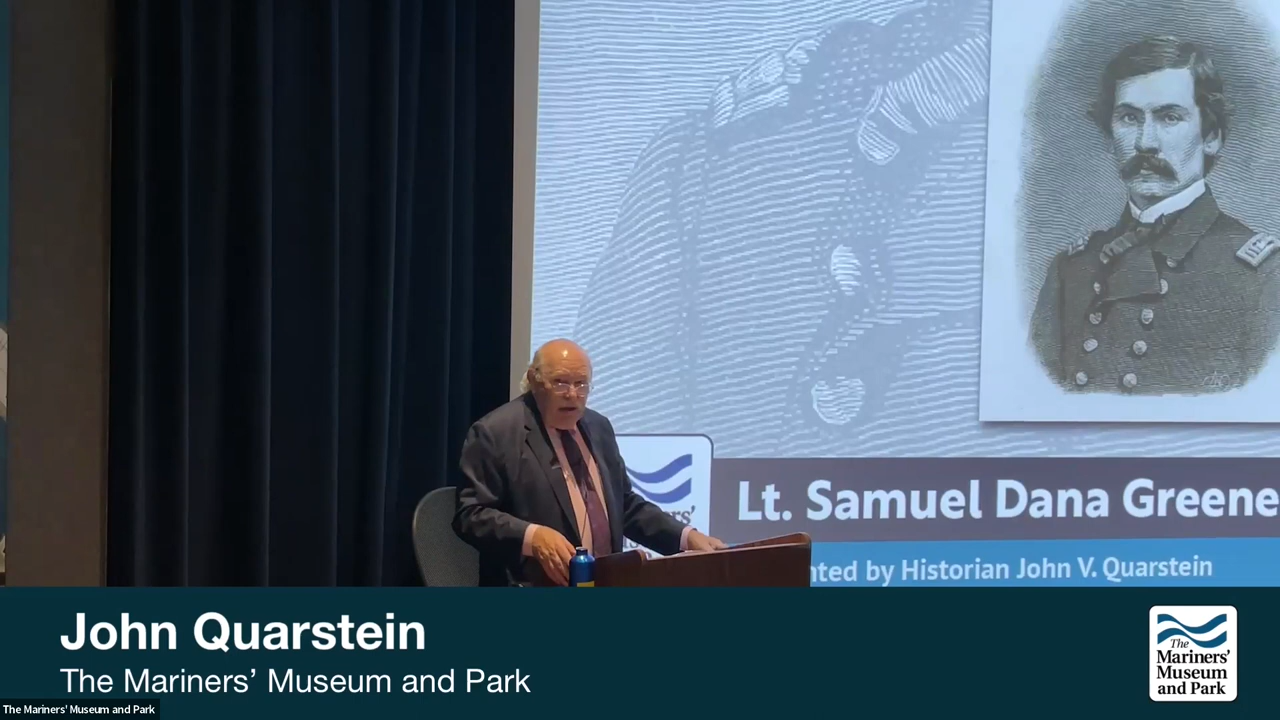 Lt. Samuel Dana Greene
nted by Historian John V. Quarstein
John Quarstein
The Mariners' Museum and Park
The
Mariners'
Museum
and Park
The Mariners' Museum and Park